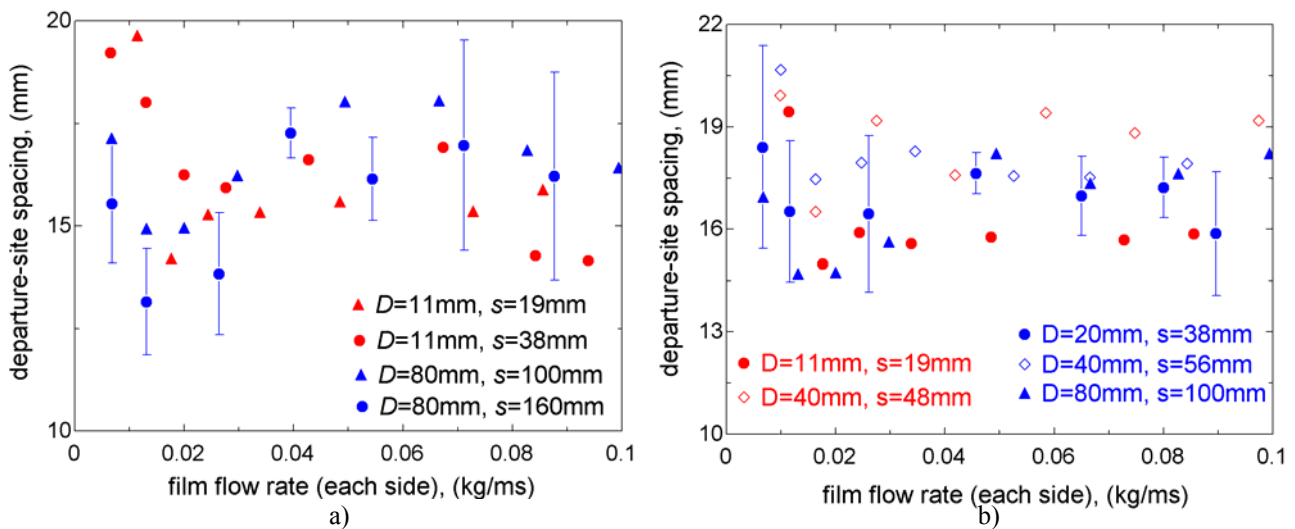 departure-site spacing, (mm)
20
15
10
0
0.02
0.04
0.06
0.08
0.1
D=11mm, s=19mm
D=11mm, s=38mm
D=80mm, s=100mm
D=80mm, s=160mm
film flow rate (each side), (kg/ms)
a)
departure-site spacing, (mm)
22
19
16
13
10
0
0.02
0.04
0.06
0.08
0.1
D=11mm, s=19mm
D=40mm, s=48mm
D=20mm, s=38mm
D=40mm, s=56mm
D=80mm, s=100mm
film flow rate (each side), (kg/ms)
b)